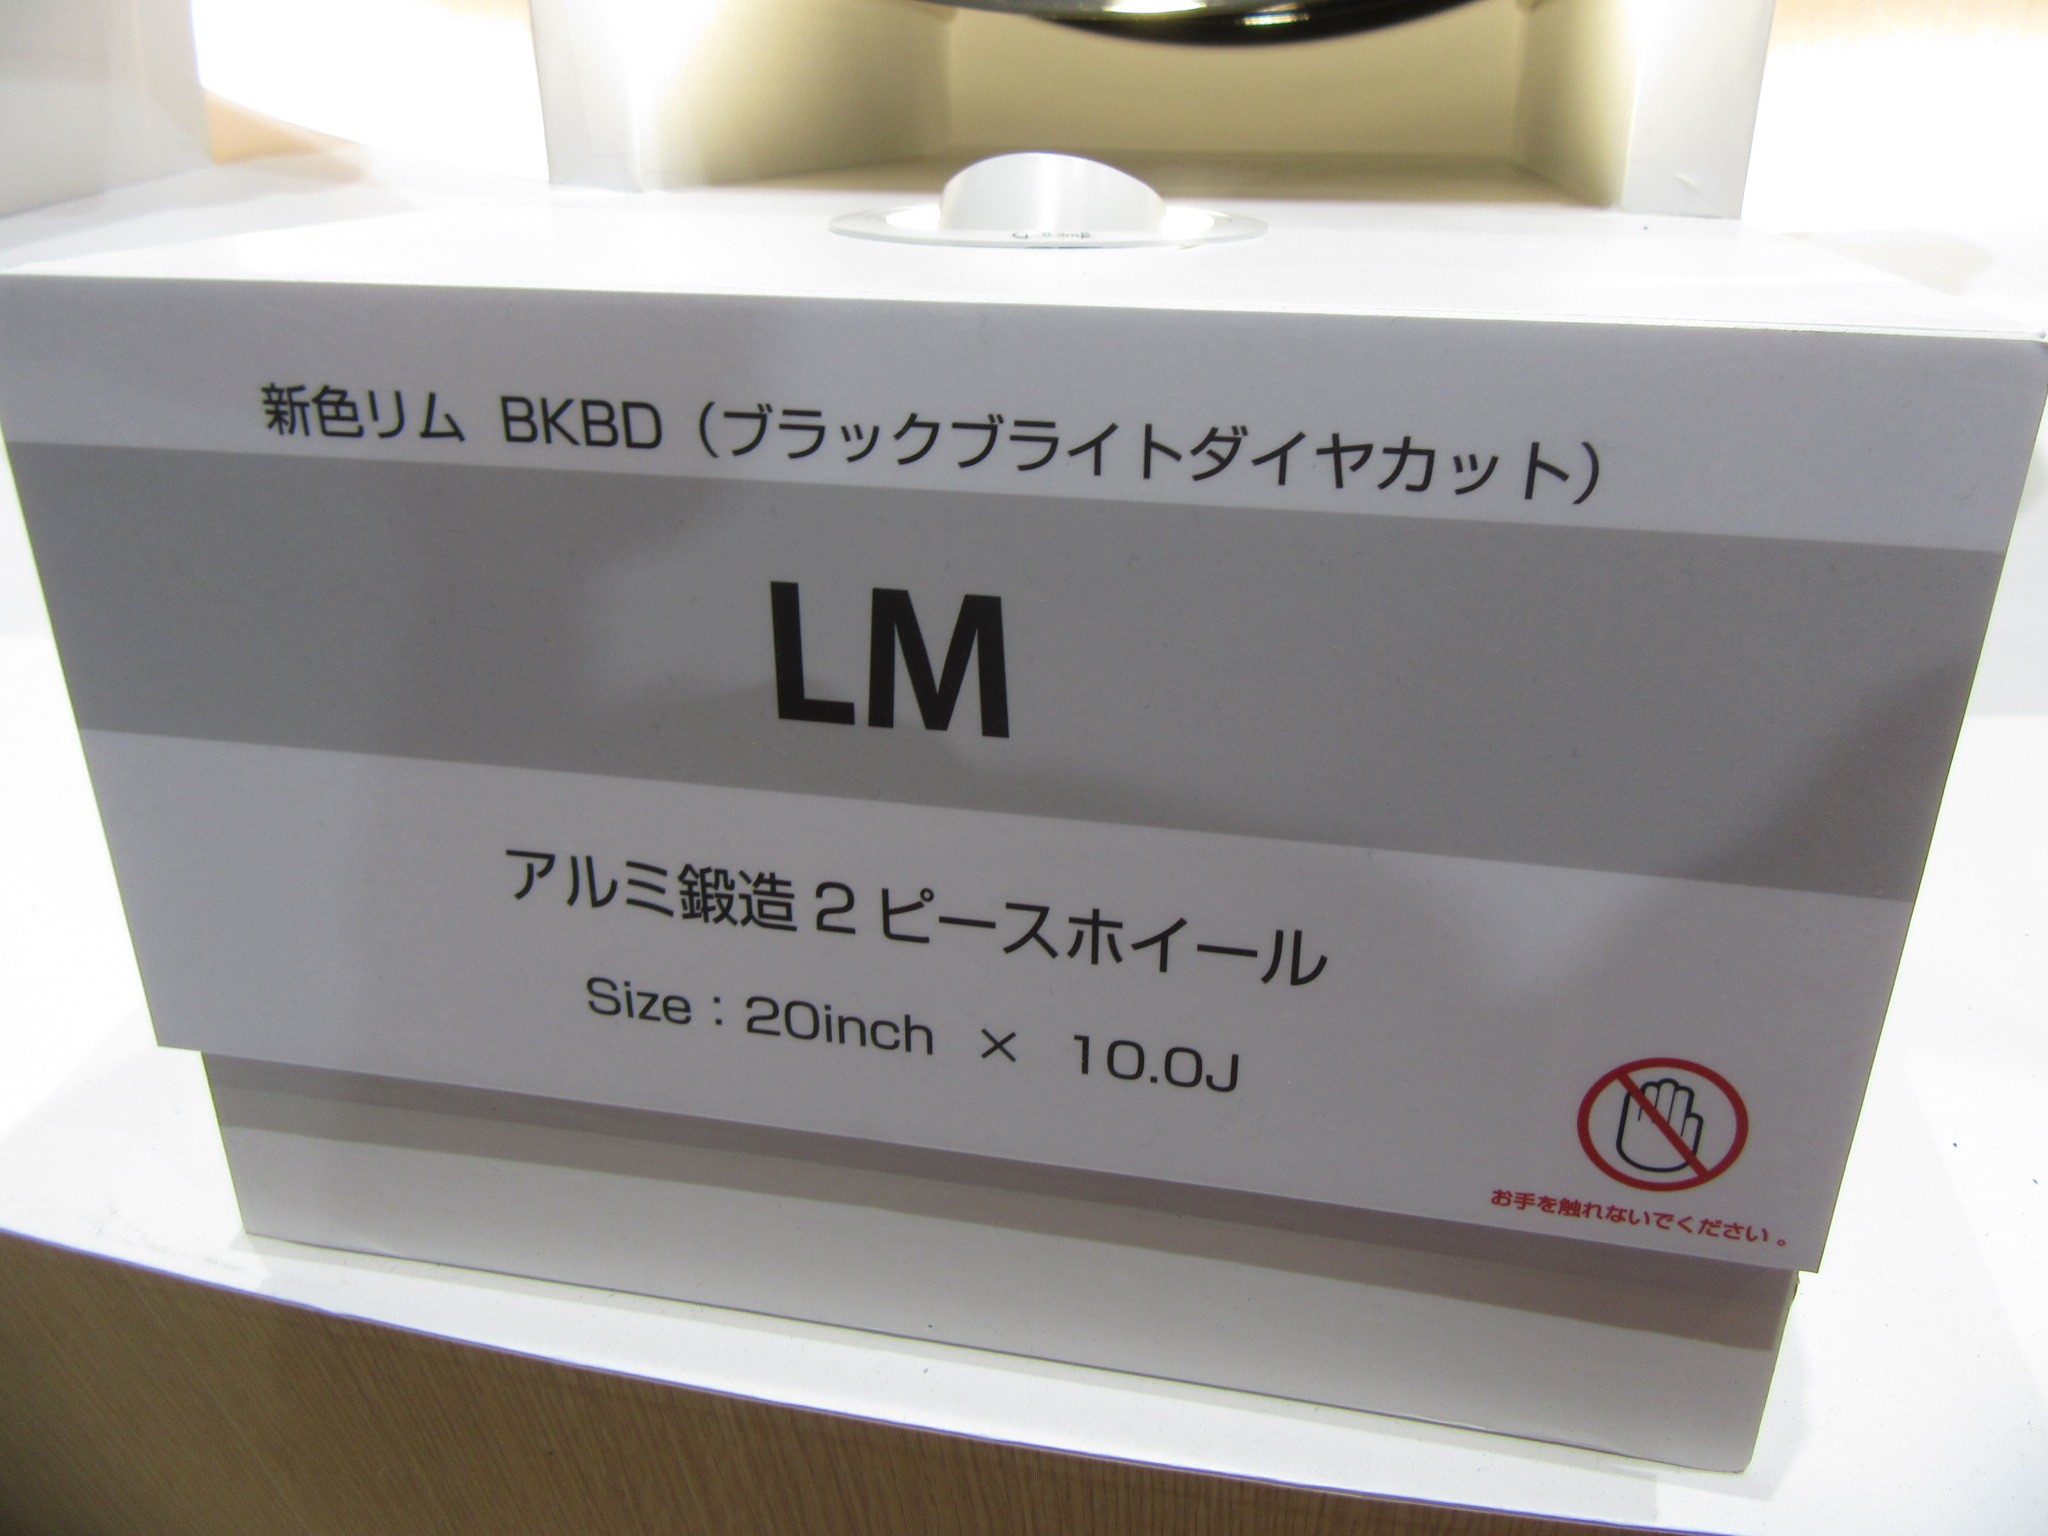 新色リム BKBD（ブラックブライトダイヤカット）
LM
アルミ鍛造２ピースホイール
Size：20inch × 10.0J
お手を触れないでください。